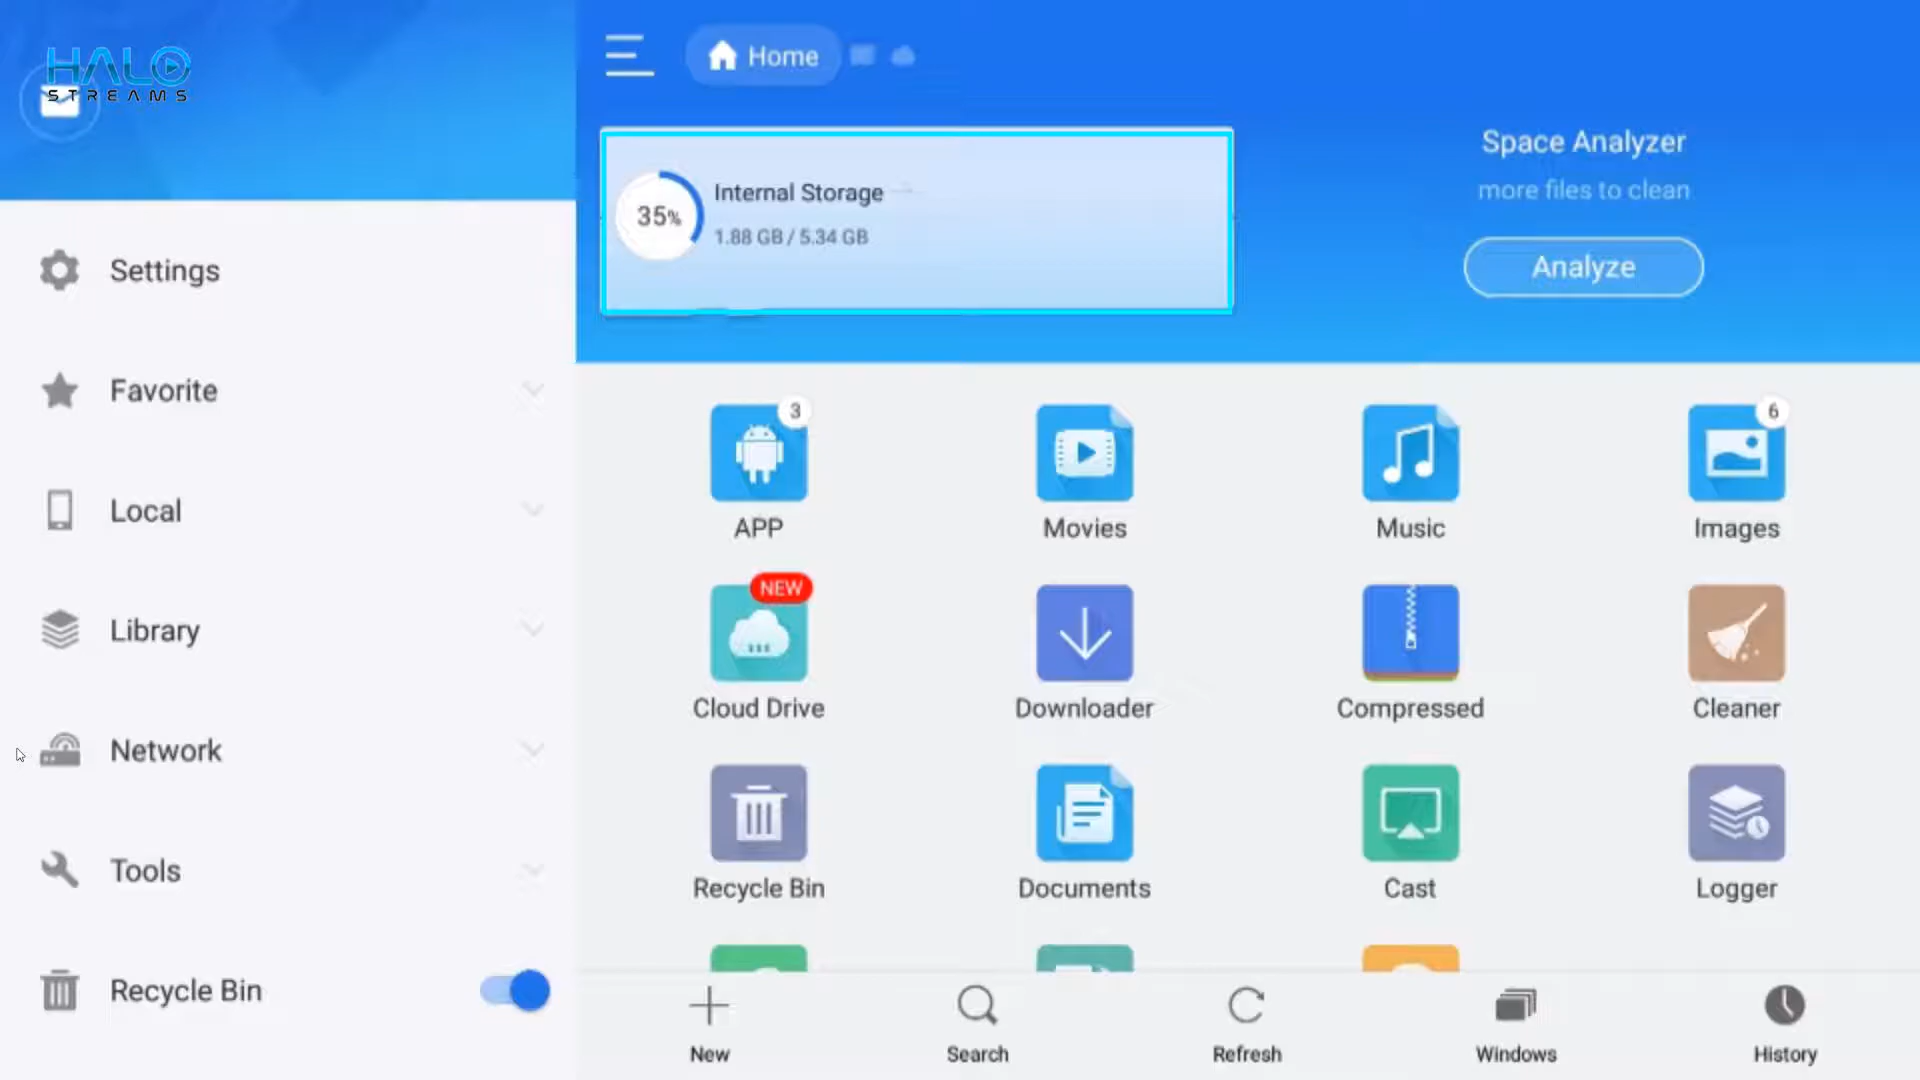 HALO
STREAMS
Settings
Favorite
Local
Library
Network
Tools
Recycle Bin
Home
35%
Internal Storage
1.88 GB / 5.34 GB
Space Analyzer
more files to clean
Analyze
3
APP
Movies
Music
6
Images
NEW
Cloud Drive
Downloader
Compressed
Cleaner
Recycle Bin
Documents
Cast
Logger
New
Search
Refresh
Windows
History